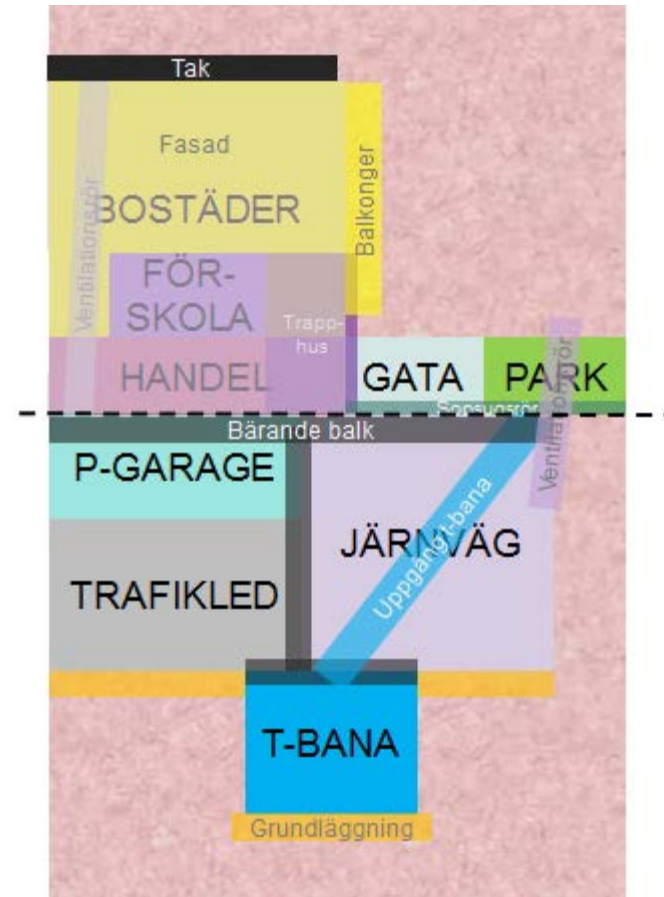 Tak
Fasad
Ventilationsrör
BOSTÄDER
Balkonger
FÖR-
SKOLA
Trapp-
hus
HANDEL
GATA
PARK
Sopsugsrör
Ventilationsrör
Bärande balk
P-GARAGE
JÄRNVÄG
Uppgång t-bana
TRAFIKLED
T-BANA
Grundläggning